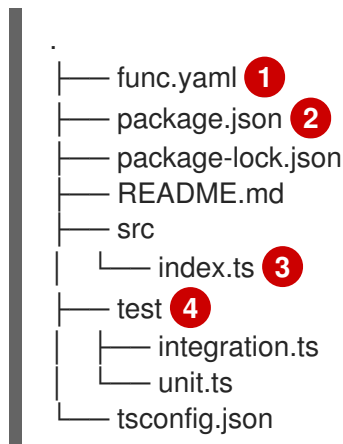 .
├── func.yaml 1
├── package.json 2
├── package-lock.json
├── README.md
├── src
│   └── index.ts 3
├── test 4
│   ├── integration.ts
│   └── unit.ts
└── tsconfig.json